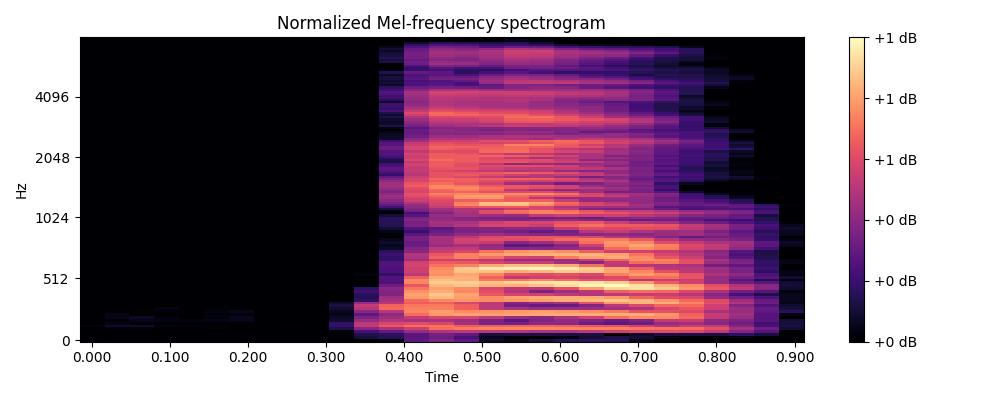 Normalized Mel-frequency spectrogram
Hz
4096
2048
1024
512
0
0.000 0.100 0.200 0.300 0.400 0.500 0.600 0.700 0.800 0.900
Time
+1 dB
+1 dB
+1 dB
+0 dB
+0 dB
+0 dB